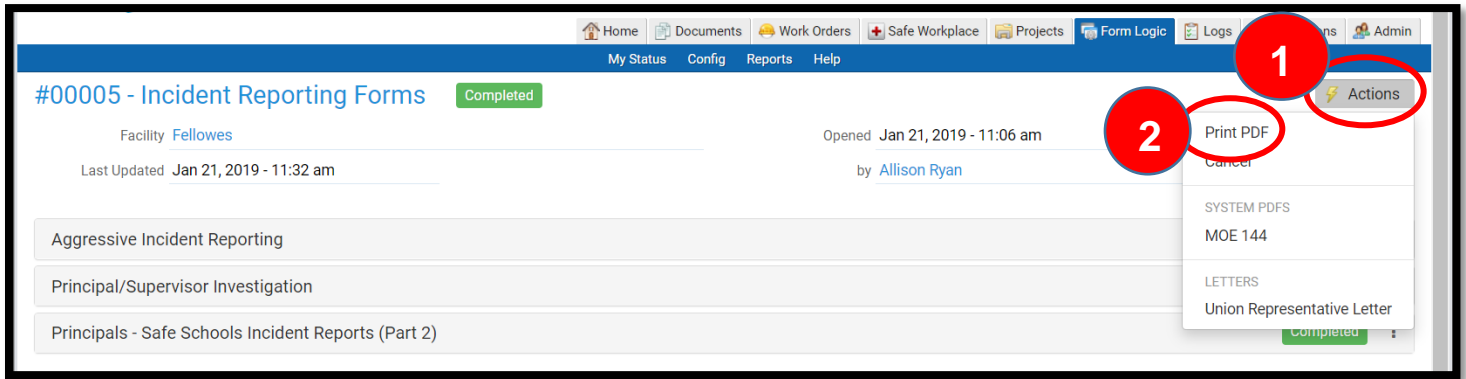 Home Documents Work Orders Safe Workplace Projects Form Logic Logs ns Admin
My Status Config Reports Help
1
#00005 - Incident Reporting Forms Completed
Actions
Facility Fellowes
Opened Jan 21, 2019 - 11:06 am
2
Print PDF
Last Updated Jan 21, 2019 - 11:32 am
by Allison Ryan
Cancel
SYSTEM PDFS
MOE 144
LETTERS
Union Representative Letter
Aggressive Incident Reporting
Principal/Supervisor Investigation
Principals - Safe Schools Incident Reports (Part 2)
Completed